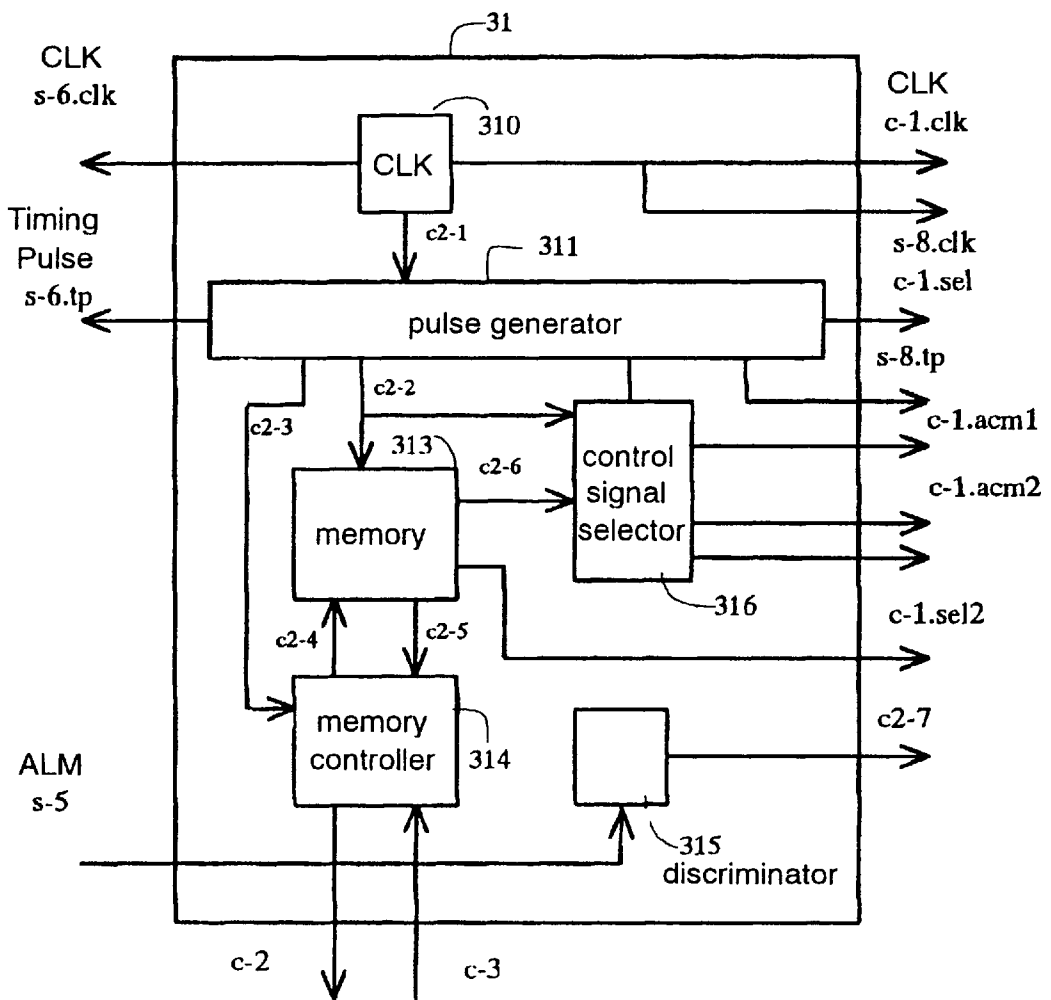 31
CLK
s-6.clk
310
CLK
CLK
c-1.clk
c2-1
s-8.clk
Timing
Pulse
s-6.tp
311
c-1.sel
pulse generator
s-8.tp
c2-2
c2-3
c-1.acm1
313
c2-6
control
signal
selector
c-1.acm2
memory
316
c2-4
c2-5
c-1.sel2
memory
controller
314
c2-7
ALM
s-5
315
discriminator
c-2
c-3